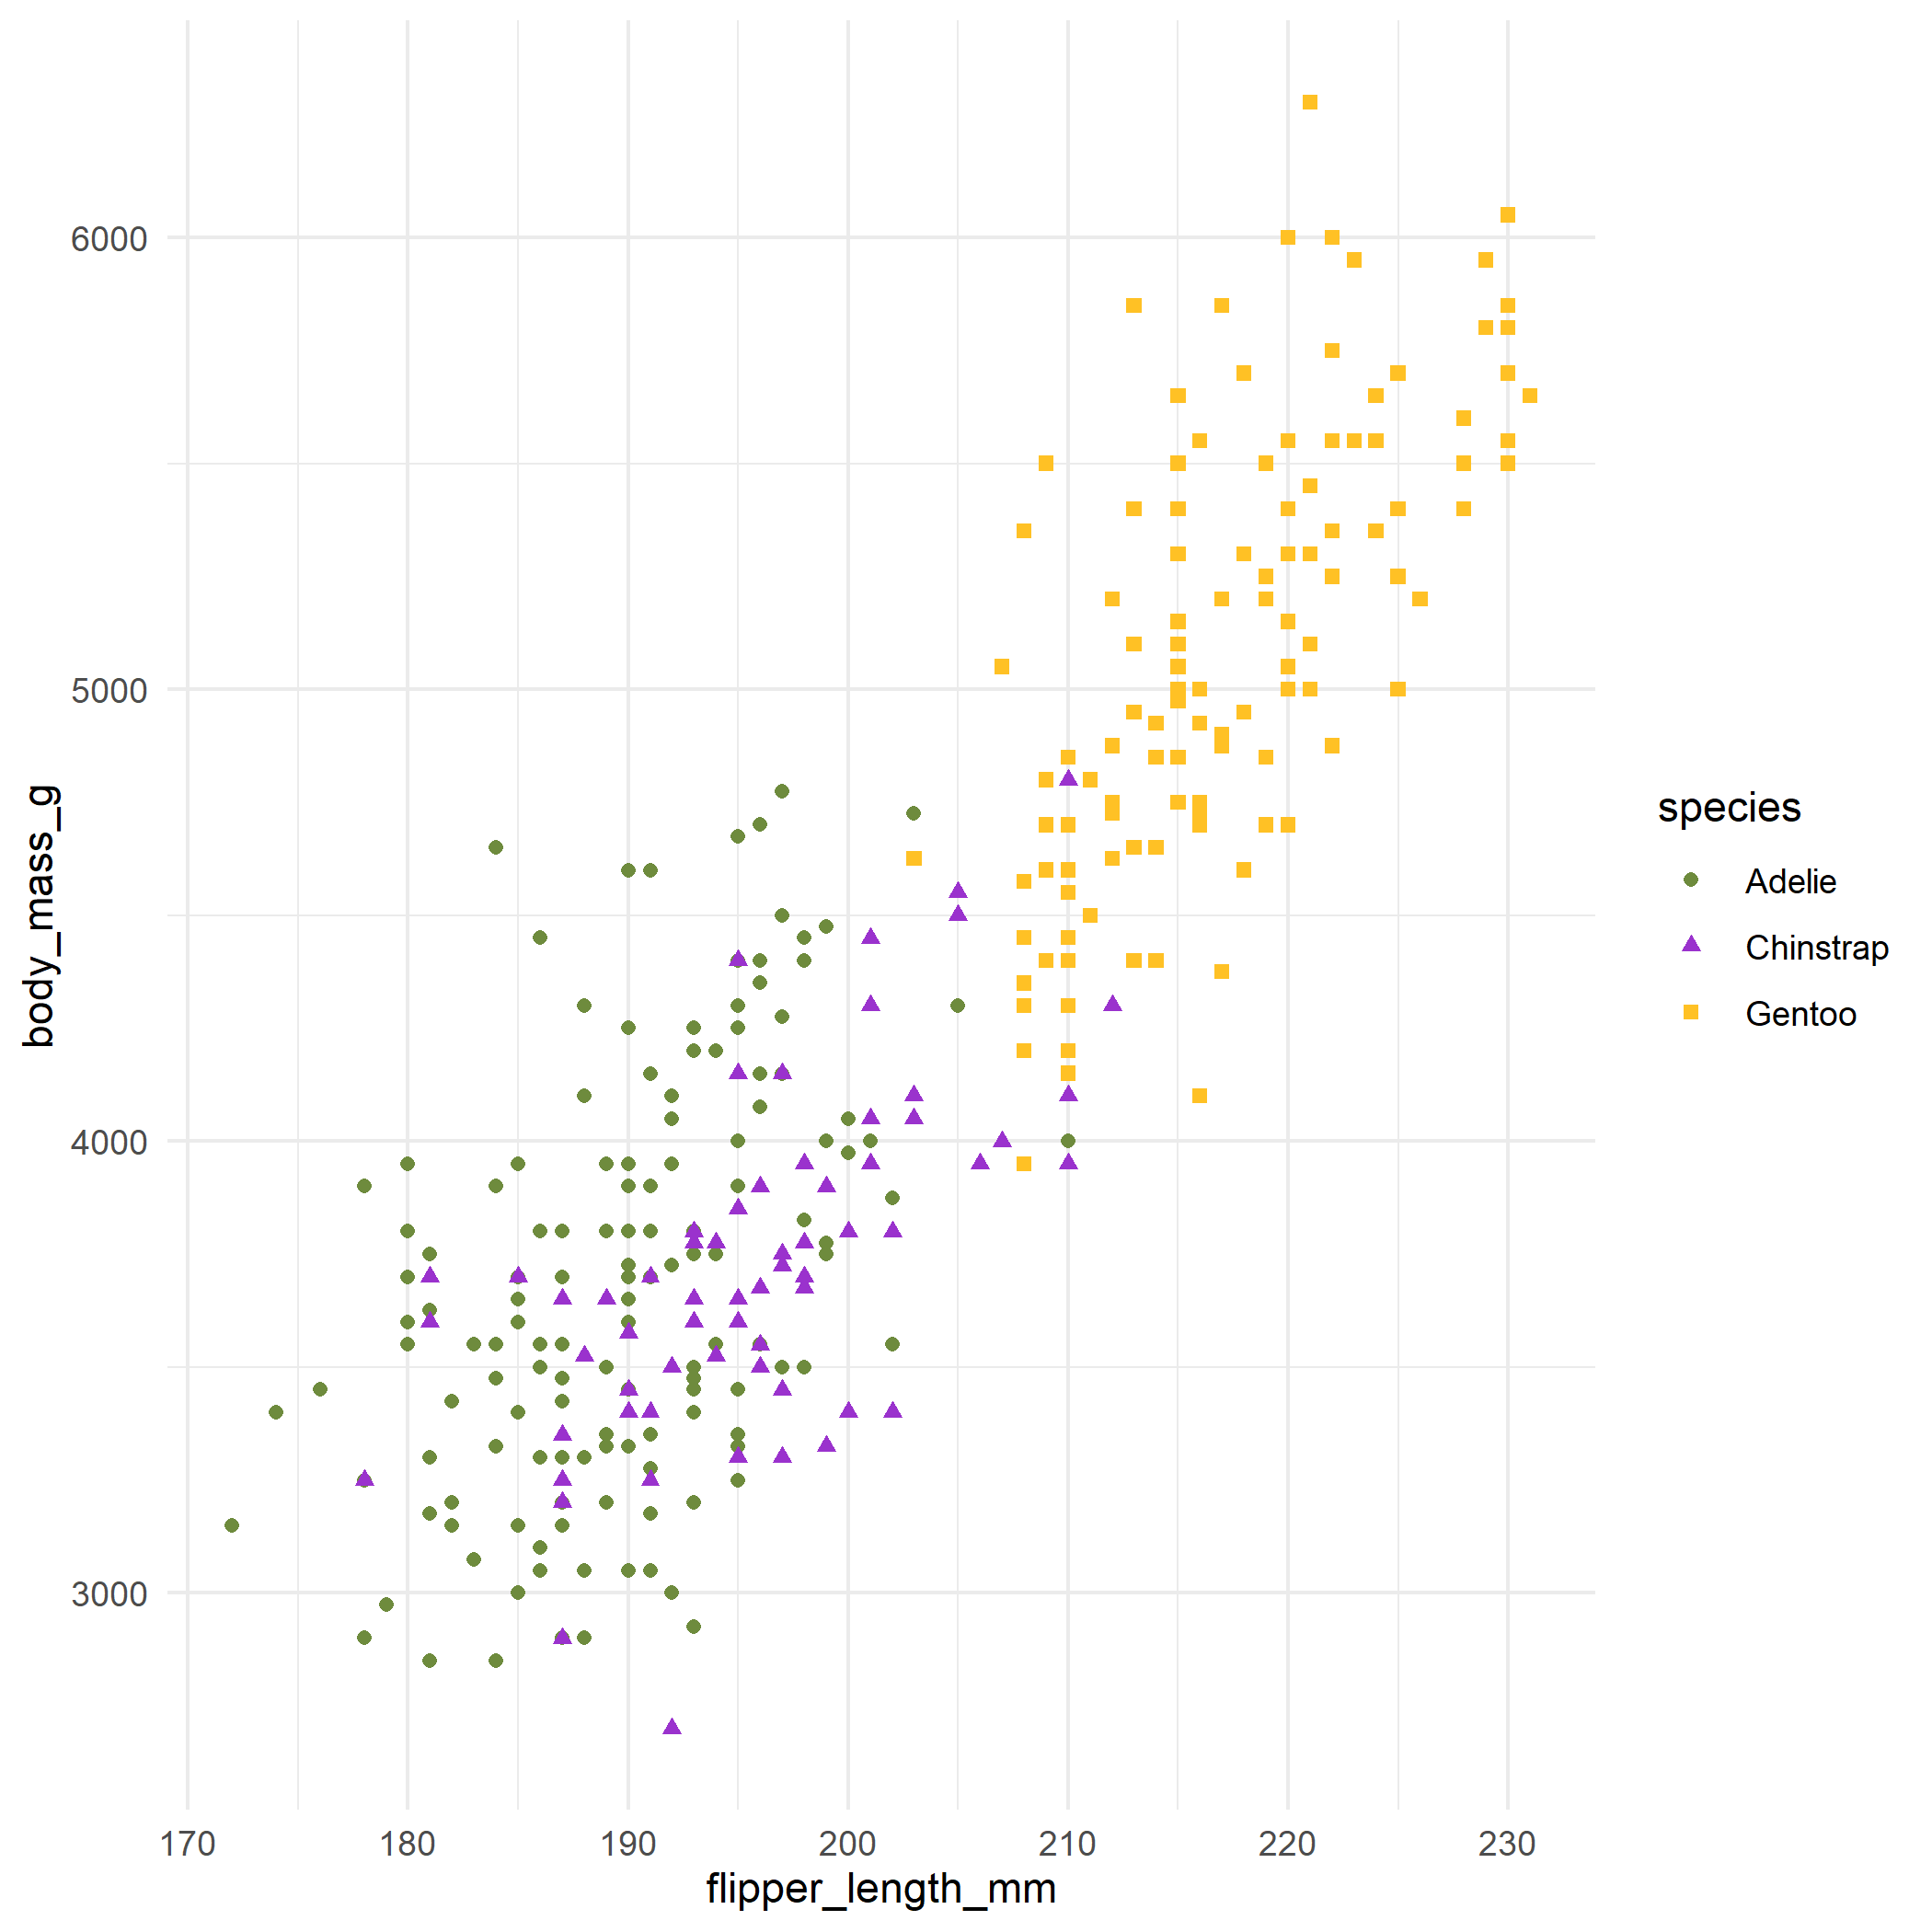 6000
5000
4000
3000
body_mass_g
170 180 190 200 210 220 230
flipper_length_mm
species
Adelie
Chinstrap
Gentoo